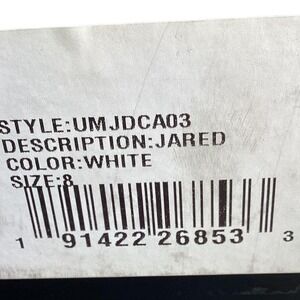 STYLE:UMJDCA03
DESCRIPTION:JARED
COLOR:WHITE
SIZE:8
1 91422 26853 3